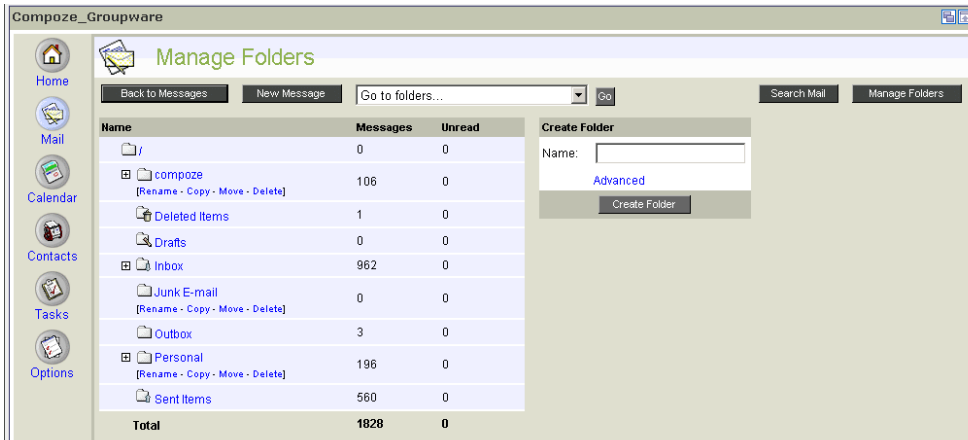 Compoze_Groupware
Home
Mail
Calendar
Contacts
Tasks
Options
Manage Folders
Back to Messages New Message Go to folders... Go Search Mail Manage Folders
Name Messages Unread
/ 0 0
compoze 106 0
[Rename - Copy - Move - Delete]
Deleted Items 1 0
Drafts 0 0
Inbox 962 0
Junk E-mail 0 0
[Rename - Copy - Move - Delete]
Outbox 3 0
Personal 196 0
[Rename - Copy - Move - Delete]
Sent Items 560 0
Total 1828 0
Create Folder
Name:
Advanced
Create Folder